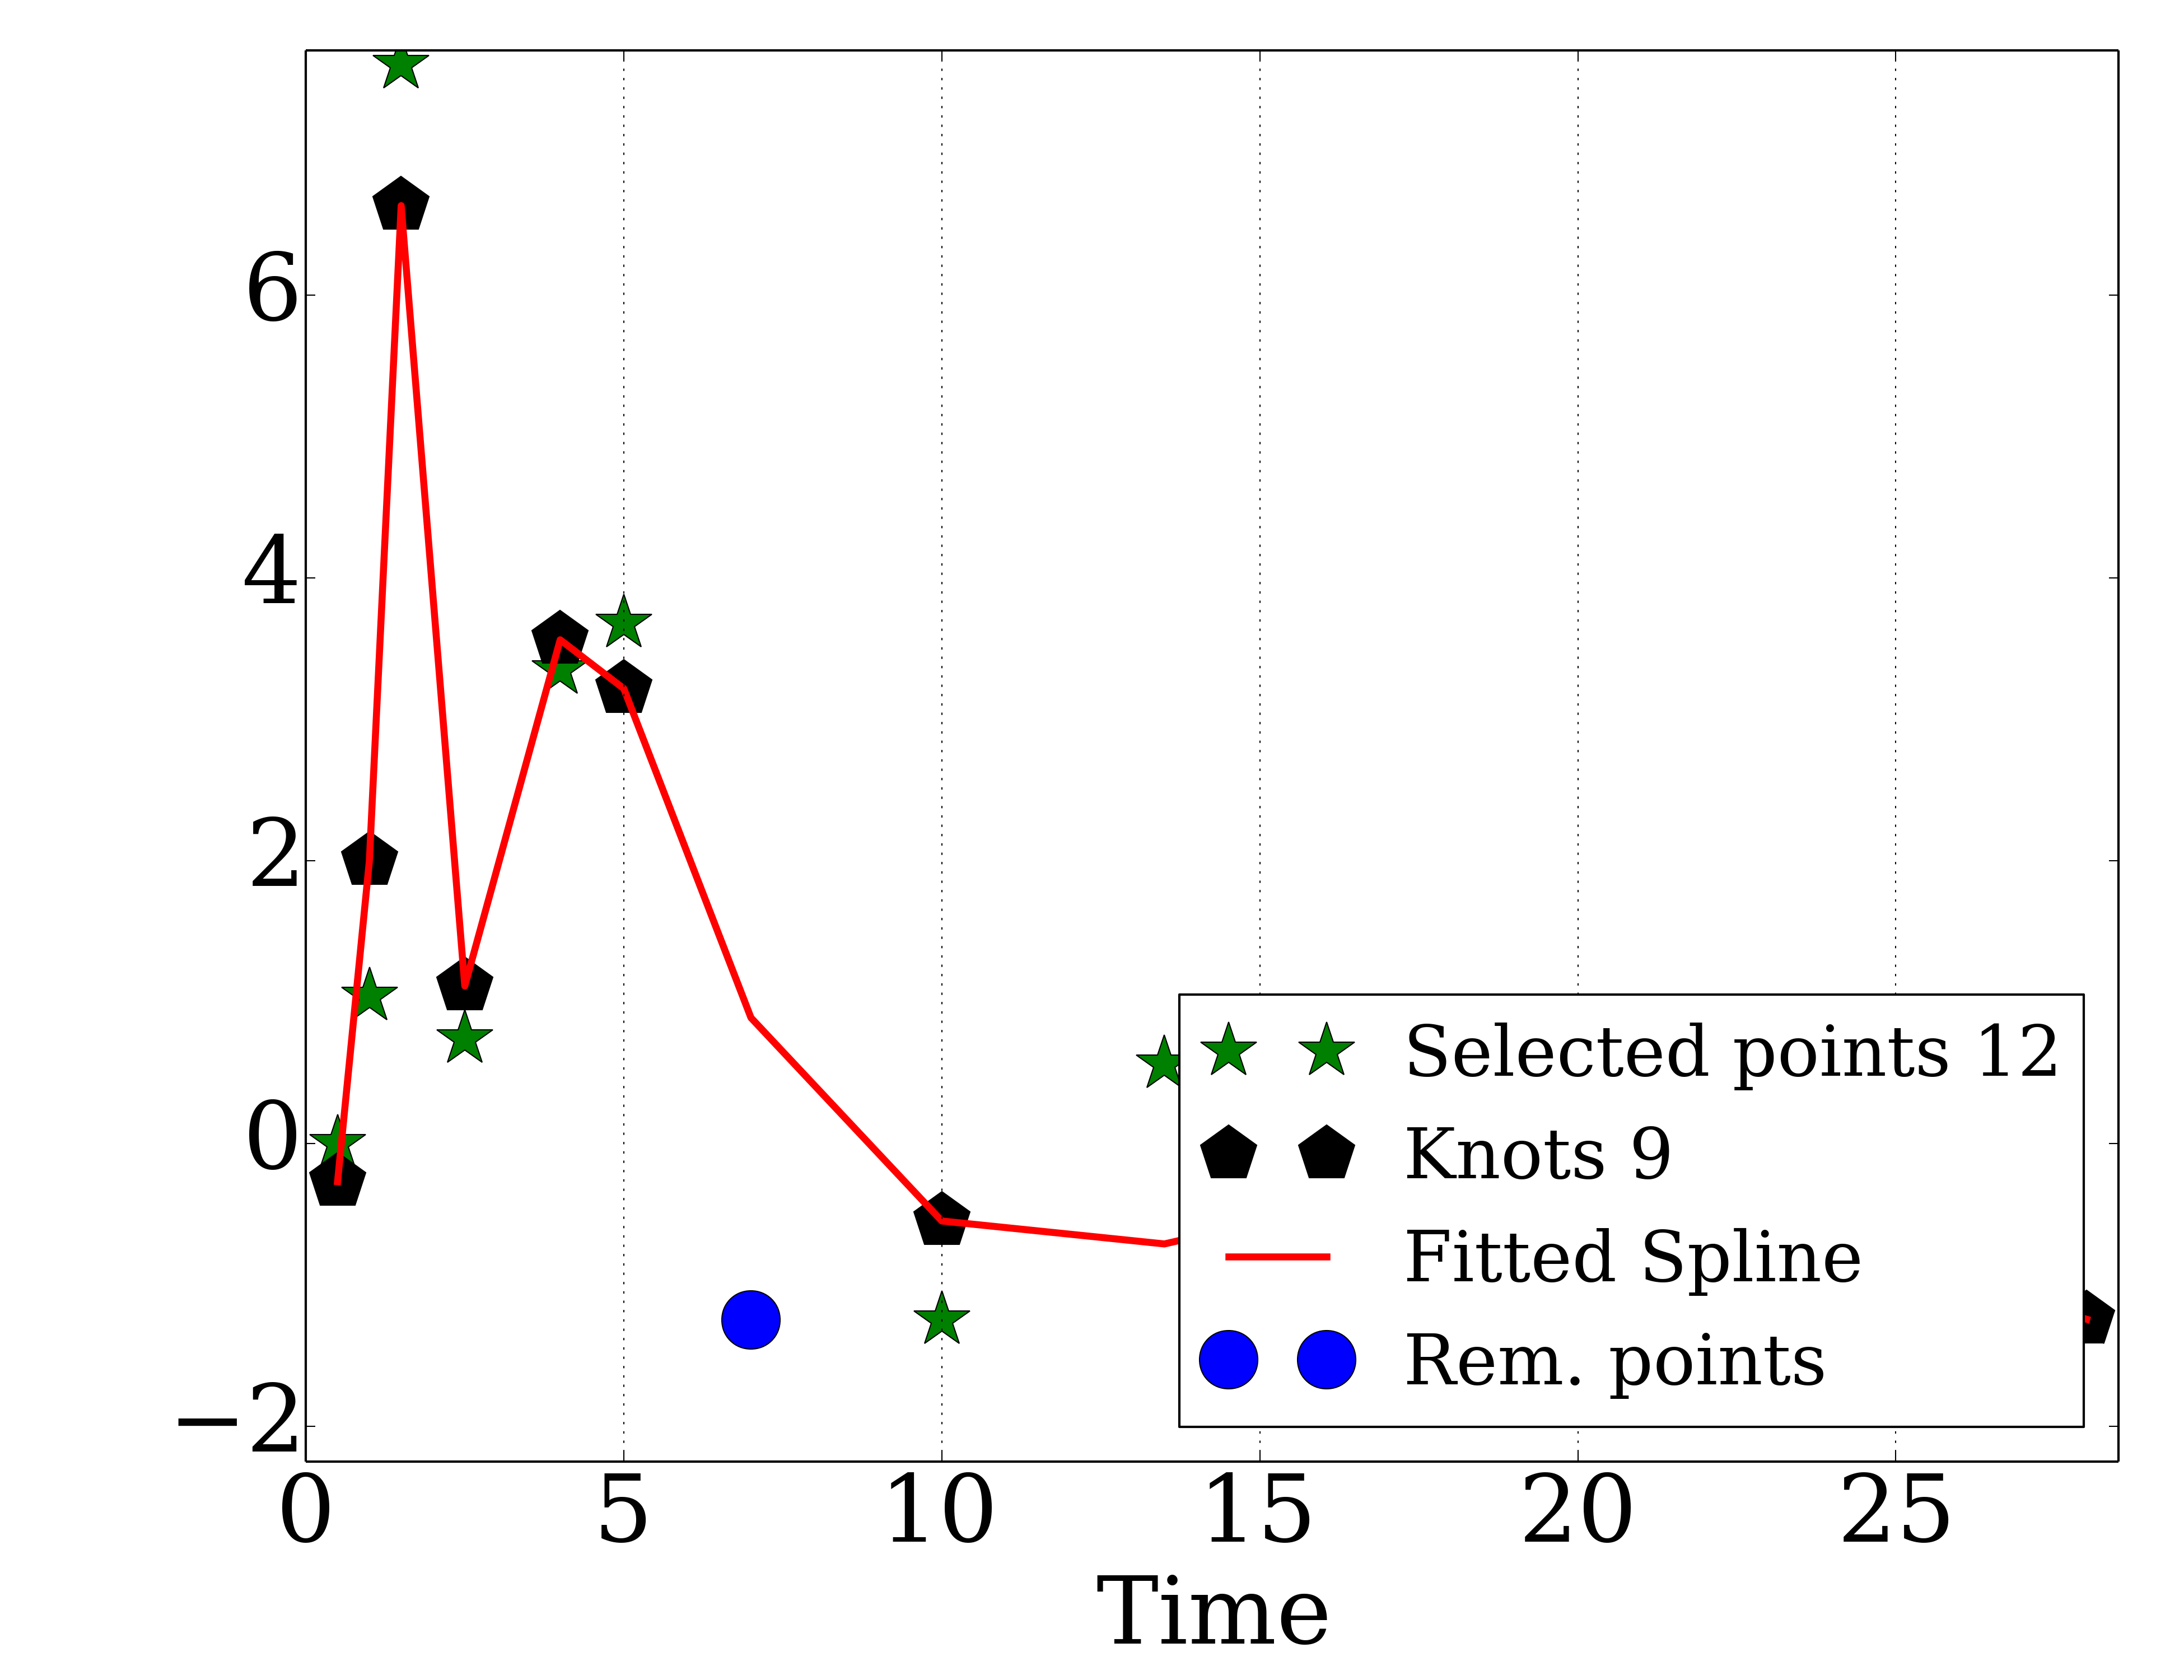 6
4
2
0
−2
Selected points 12
Knots 9
Fitted Spline
Rem. points
0 5 10 15 20 25
Time